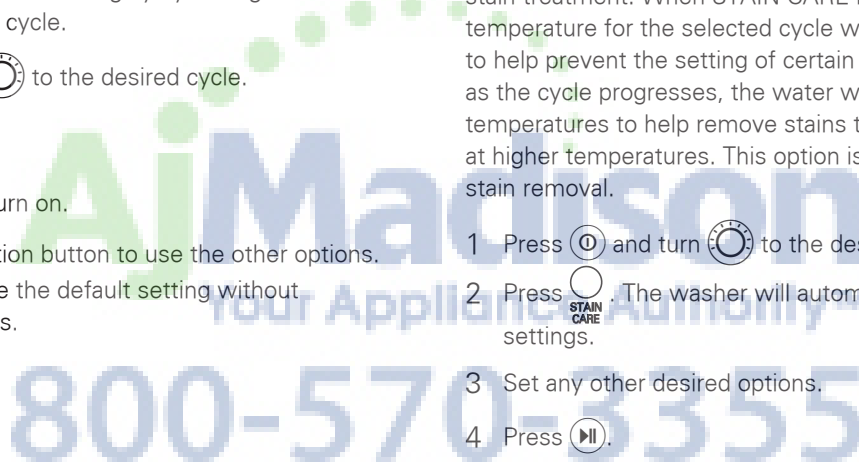 cycle.
to the desired cycle.
turn on.
tion button to use the other options.
e the default setting without
s.
stain treatment. When STAIN CARE
temperature for the selected cycle w
to help prevent the setting of certain
as the cycle progresses, the water w
temperatures to help remove stains t
at higher temperatures. This option is
stain removal.
1 Press and turn to the des
2 Press STAIN CARE . The washer will autom
settings.
3 Set any other desired options.
4 Press .
AjMadison
Your Appliance Authority
800-570-3355